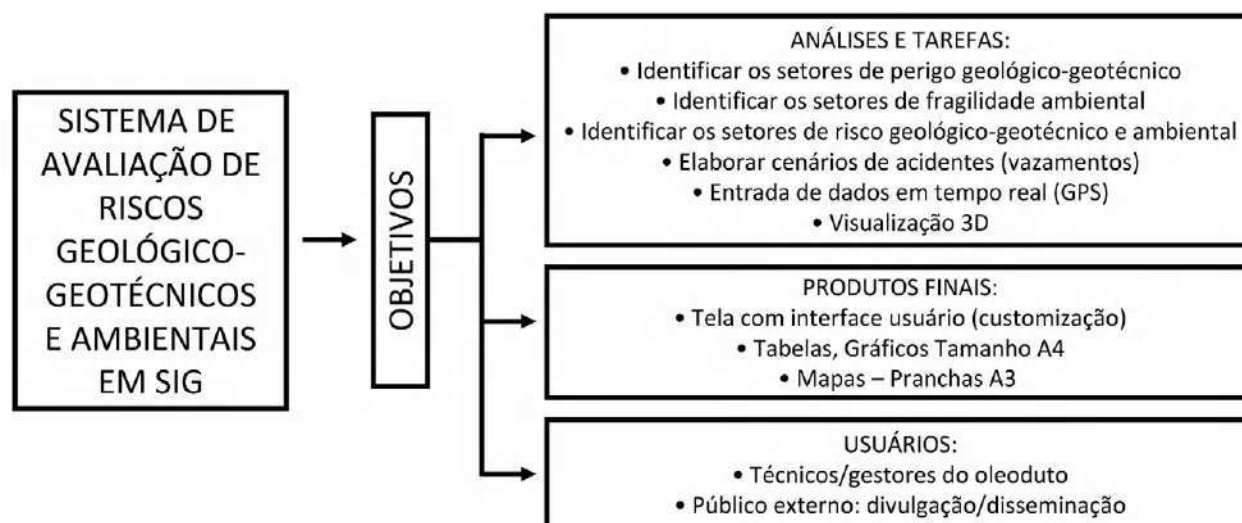 SISTEMA DE
AVALIAÇÃO DE
RISCOS
GEOLÓGICO-
GEOTÉCNICOS
E AMBIENTAIS
EM SIG
OBJETIVOS
ANÁLISES E TAREFAS:
• Identificar os setores de perigo geológico-geotécnico
• Identificar os setores de fragilidade ambiental
• Identificar os setores de risco geológico-geotécnico e ambiental
• Elaborar cenários de acidentes (vazamentos)
• Entrada de dados em tempo real (GPS)
• Visualização 3D
PRODUTOS FINAIS:
• Tela com interface usuário (customização)
• Tabelas, Gráficos Tamanho A4
• Mapas – Pranchas A3
USUÁRIOS:
• Técnicos/gestores do oleoduto
• Público externo: divulgação/disseminação